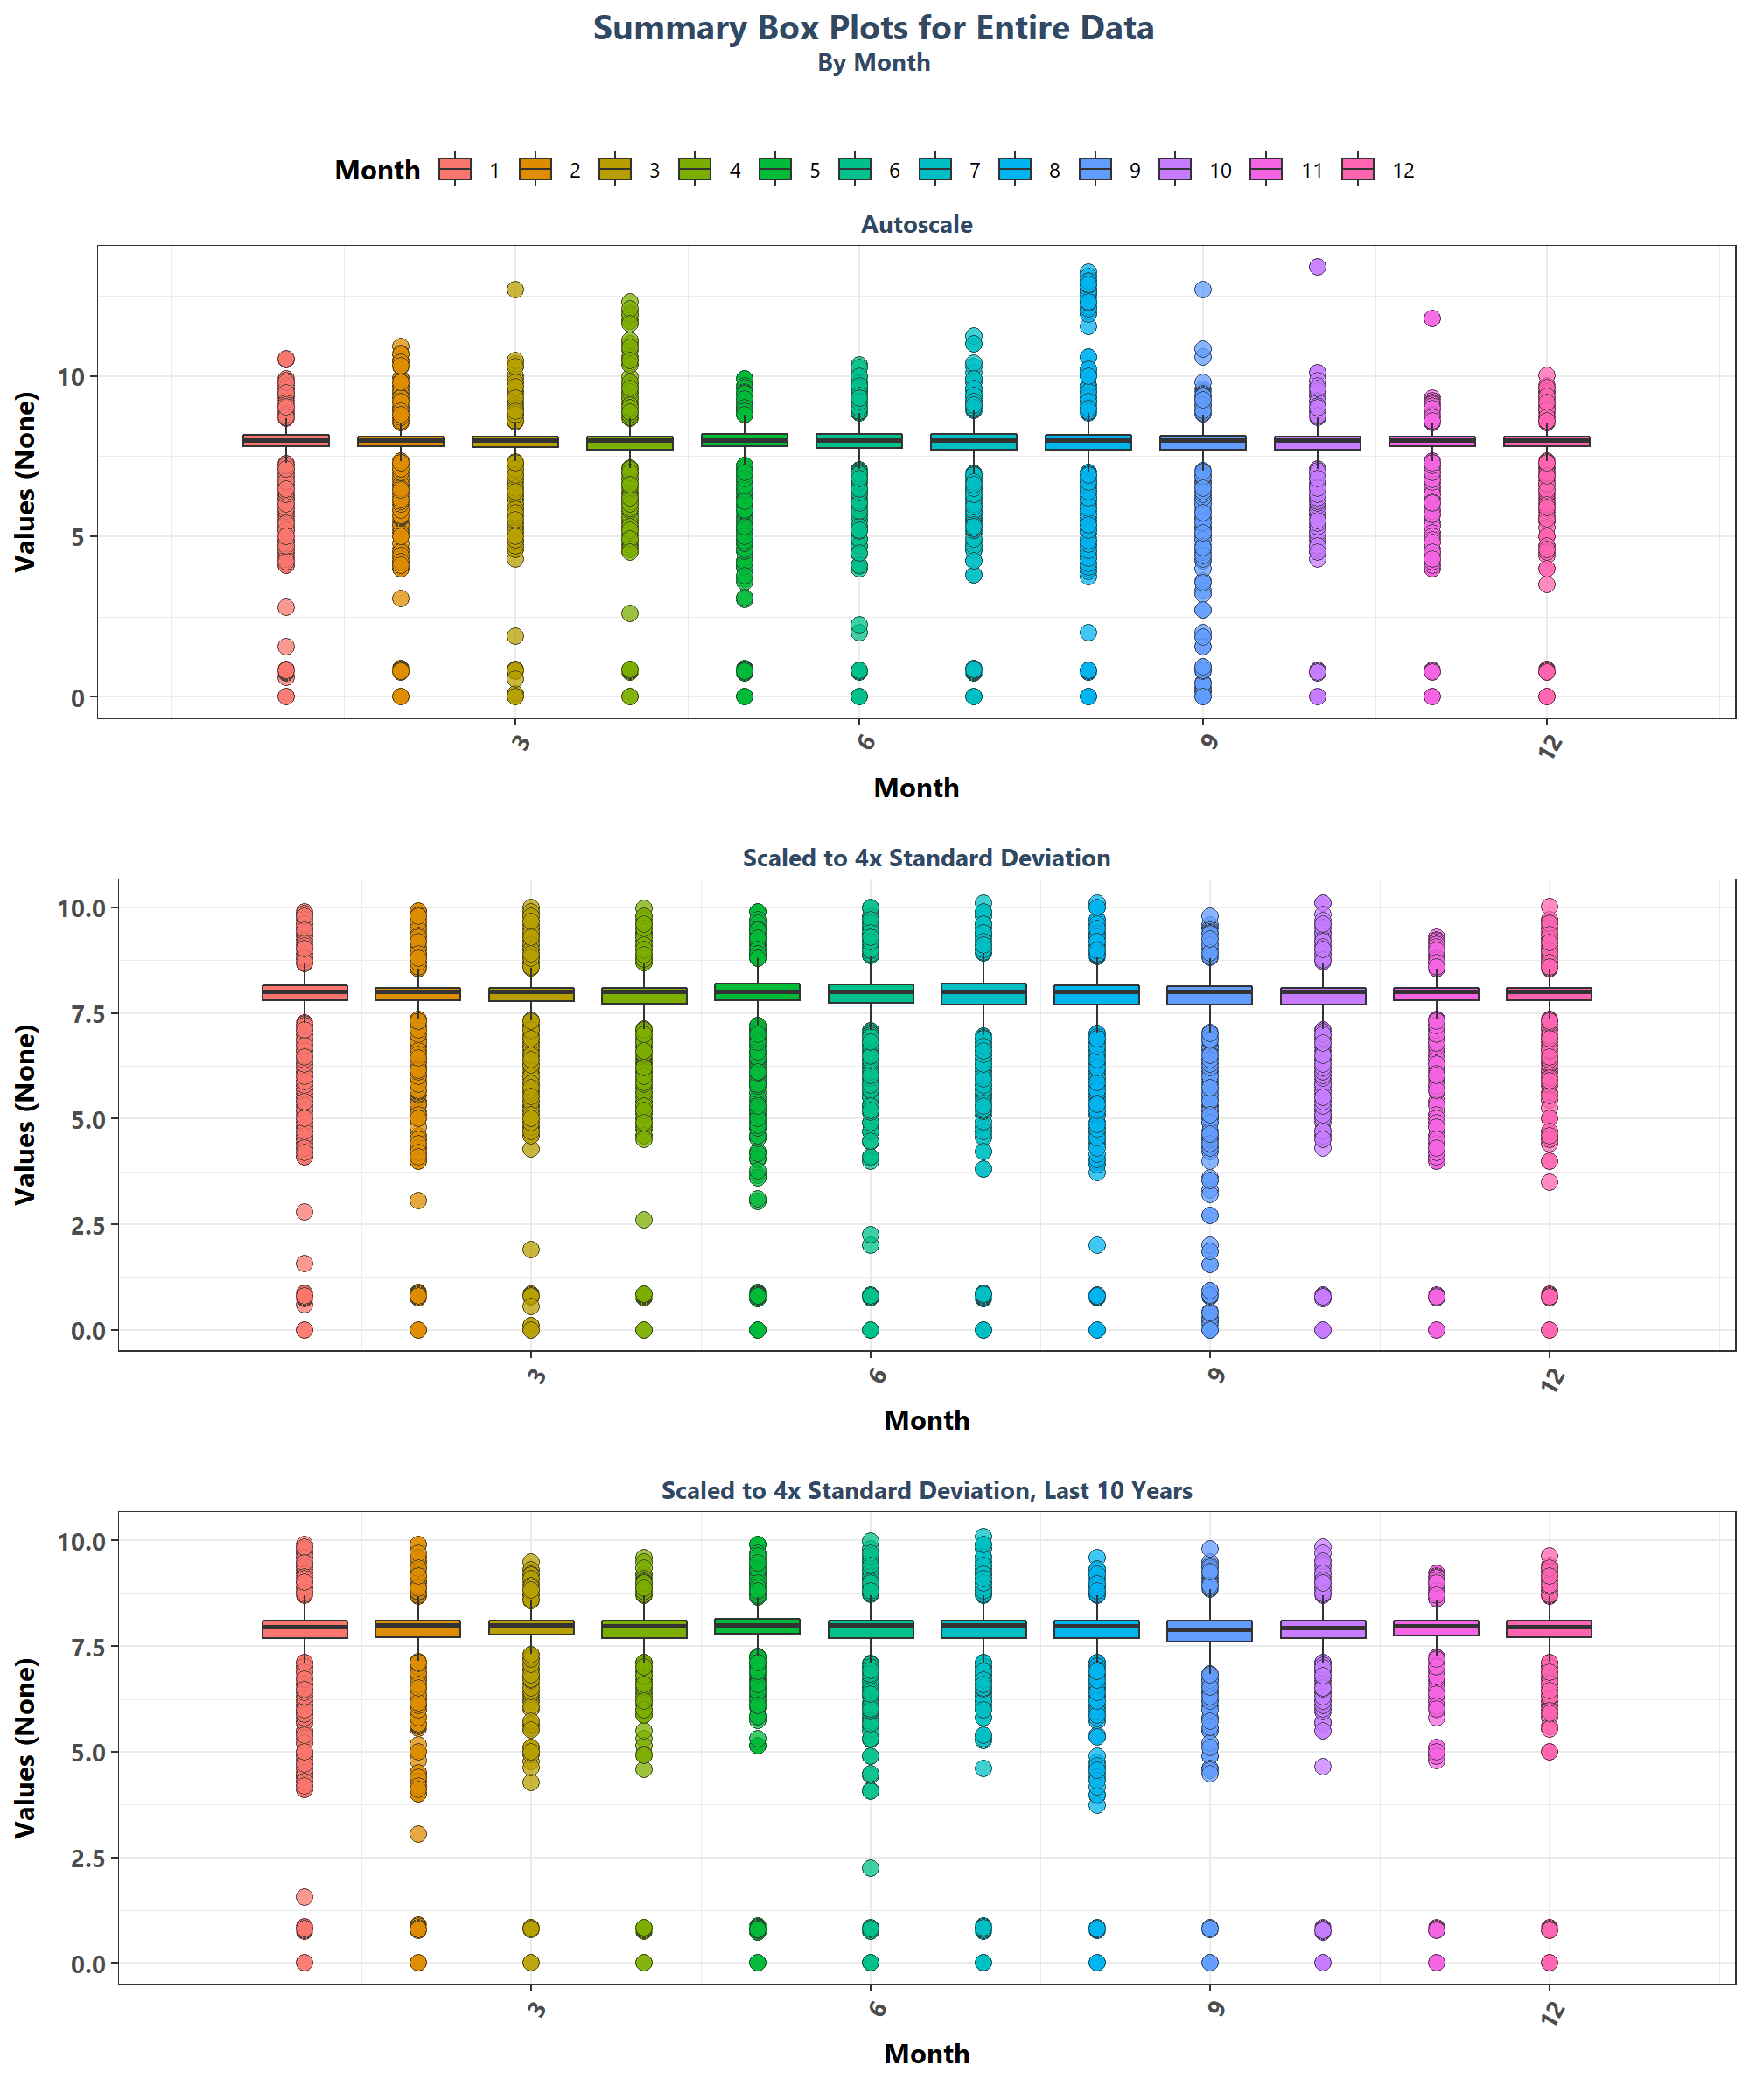 Summary Box Plots for Entire Data
By Month
Month 1 2 3 4 5 6 7 8 9 10 11 12
Autoscale
Values (None)
10
5
0
3 6 9 12
Month
Scaled to 4x Standard Deviation
Values (None)
10.0
7.5
5.0
2.5
0.0
3 6 9 12
Month
Scaled to 4x Standard Deviation, Last 10 Years
Values (None)
10.0
7.5
5.0
2.5
0.0
3 6 9 12
Month